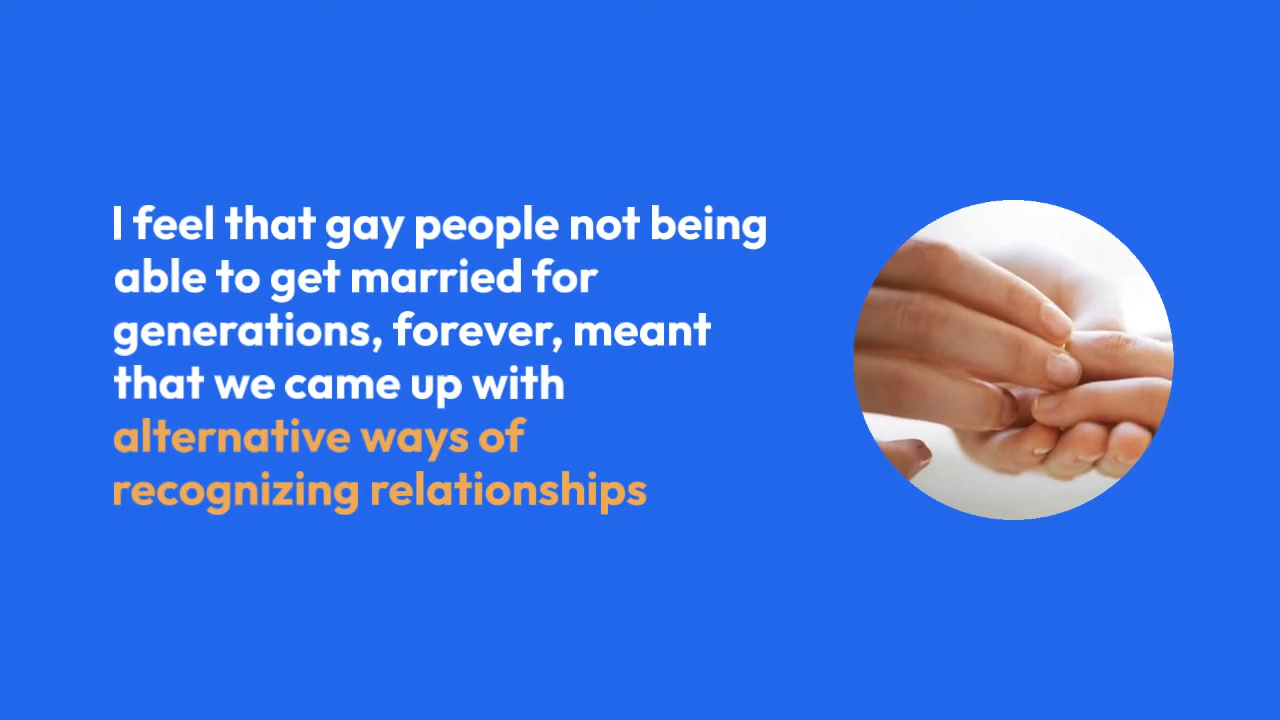 I feel that gay people not being
able to get married for
generations, forever, meant
that we came up with
alternative ways of
recognizing relationships